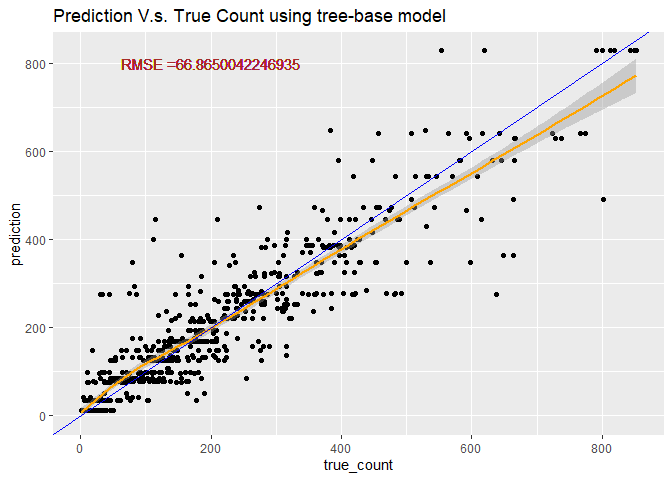 Prediction V.s. True Count using tree-base model
RMSE =66.8650042246935
800
600
400
200
0
prediction
0
200
400
600
800
true_count